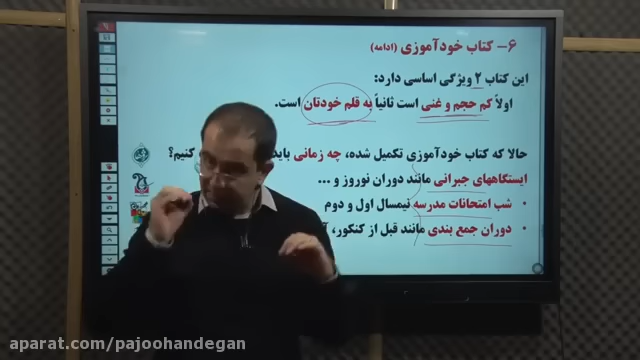 ۶- کتاب خودآموزی (ادامه)
این کتاب ۲ ویژگی اساسی دارد:
اولاً کم حجم و غنی است ثانیاً به قلم خودتان است.
حالا که کتاب خودآموزی تکمیل شده، چه زمانی کنیم؟
ایستگاههای جبرانی مانند دوران نوروز و ...
• شب امتحانات مدرسه نیمسال اول و دوم
• دوران جمع بندی مانند قبل از کنکور،
aparat.com/pajoohandegan